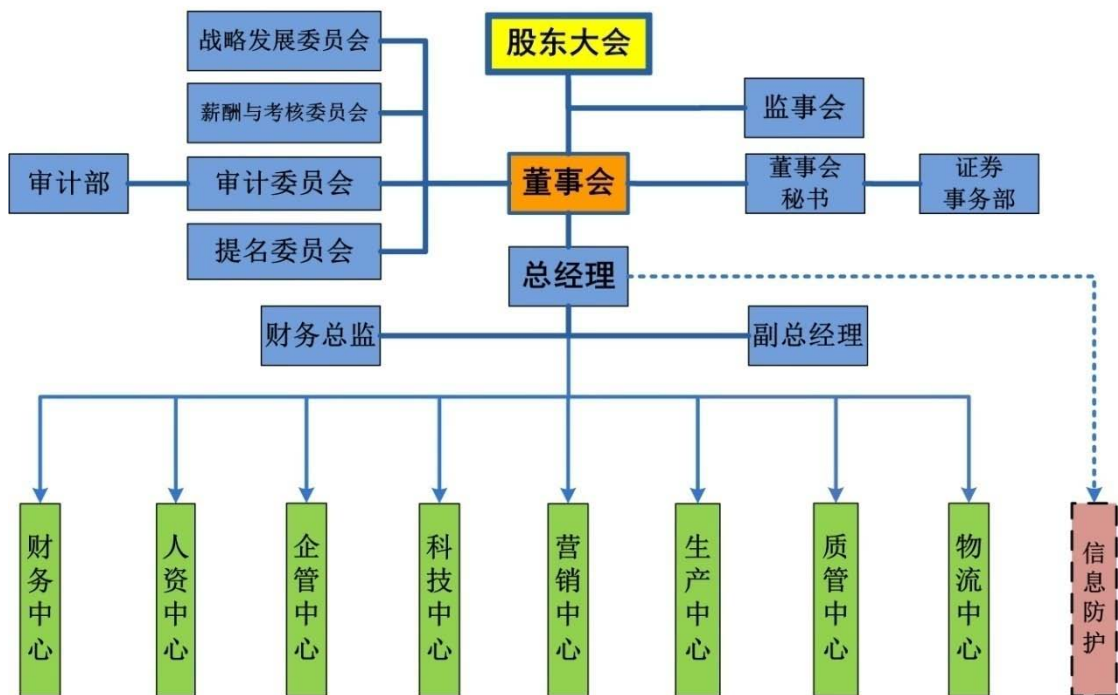 战略发展委员会
股东大会
薪酬与考核委员会
监事会
审计部
审计委员会
董事会
董事会
秘书
证券
事务部
提名委员会
总经理
财务总监
副总经理
财务中心
人资中心
企管中心
科技中心
营销中心
生产中心
质管中心
物流中心
信息防护